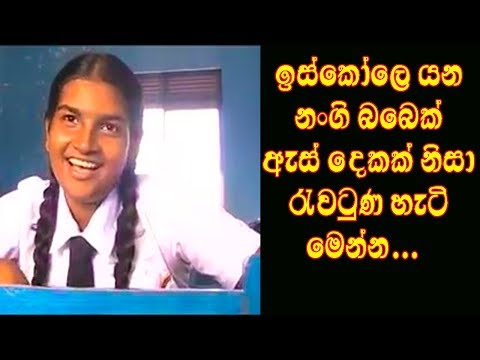 ඉස්කෝලෙ යන
නංගි බබෙක්
ඇස් දෙකක් නිසා
රැවටුණ හැටි
මෙන්න...